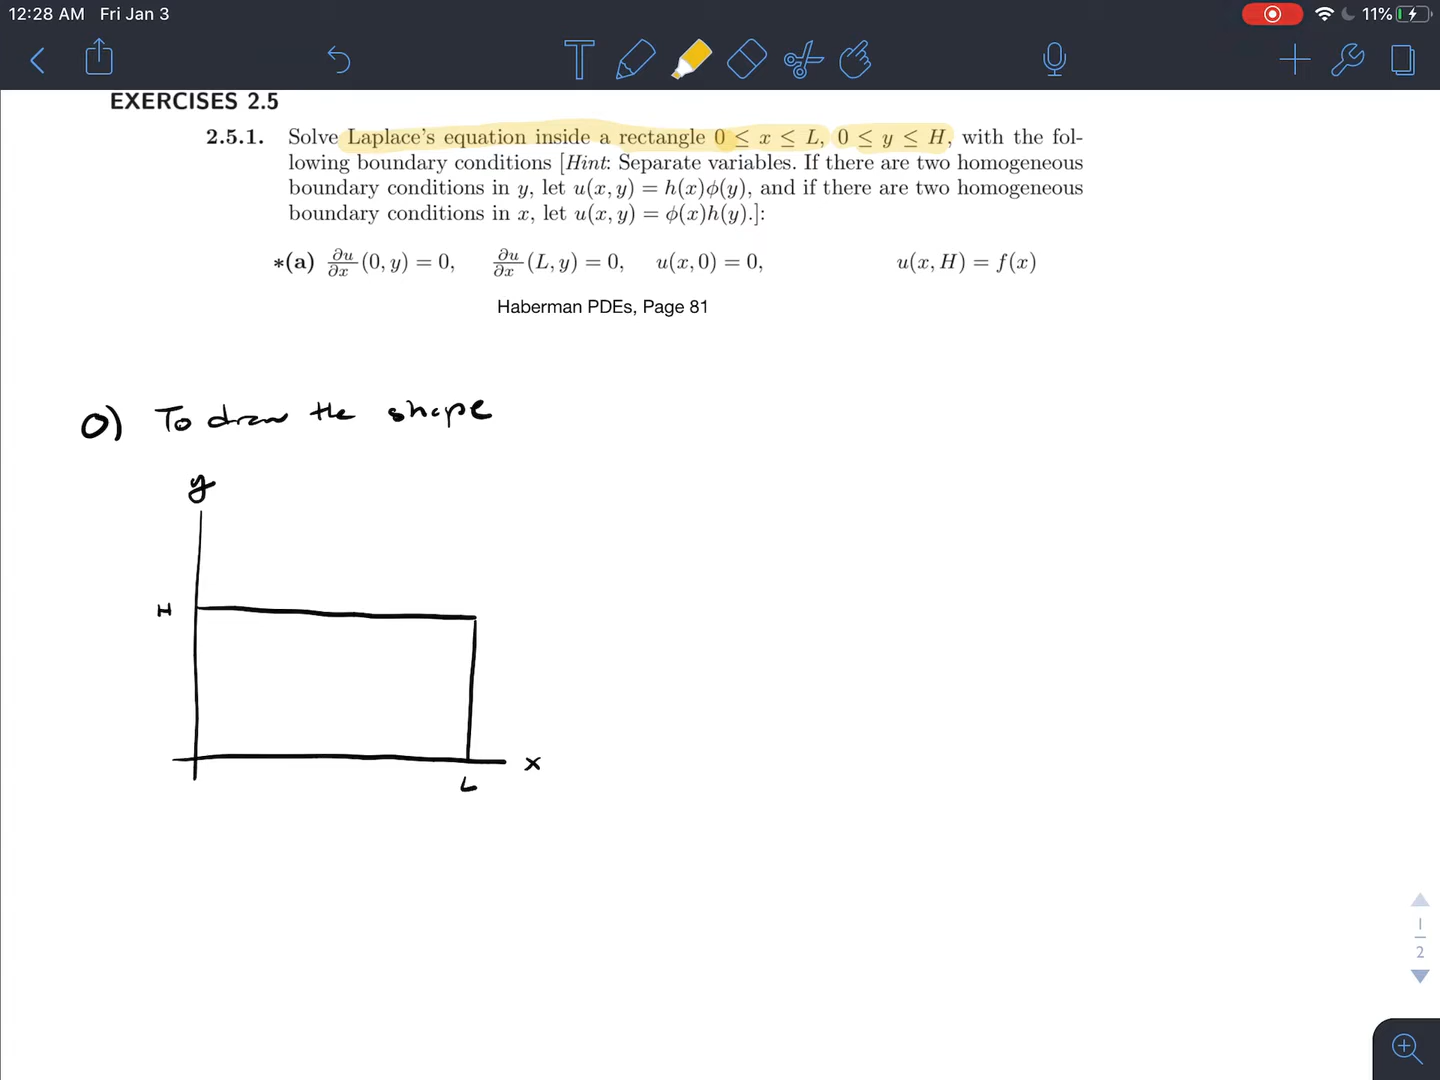 12:28 AM Fri Jan 3
11%
EXERCISES 2.5
2.5.1. Solve Laplace's equation inside a rectangle 0 ≤ x ≤ L, 0 ≤ y ≤ H, with the fol-
lowing boundary conditions [Hint: Separate variables. If there are two homogeneous
boundary conditions in y, let u(x, y) = h(x)ϕ(y), and if there are two homogeneous
boundary conditions in x, let u(x, y) = ϕ(x)h(y).]:
*(a) ∂u/∂x (0, y) = 0, ∂u/∂x (L, y) = 0, u(x, 0) = 0, u(x, H) = f(x)
Haberman PDEs, Page 81
0) To draw the shape
y
H
x
L
1
2